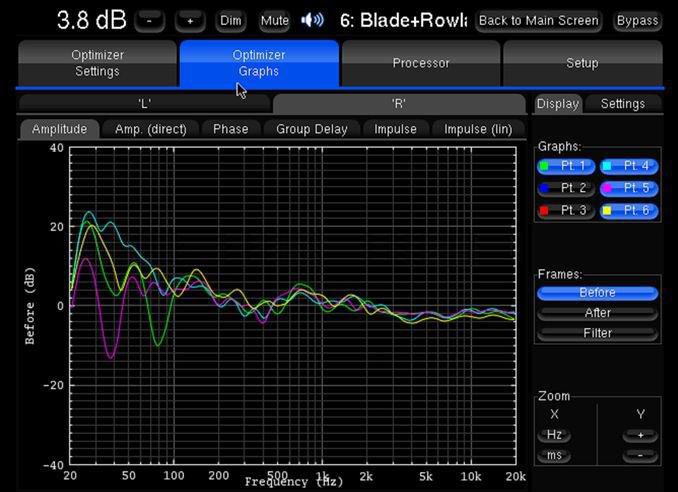 3.8 dB - + Dim Mute 6: Blade+Rowla Back to Main Screen Bypass
Optimizer Settings
Optimizer Graphs
Processor
Setup
'L' 'R' Display Settings
Amplitude Amp. (direct) Phase Group Delay Impulse Impulse (lin)
Graphs:
Pt. 1 Pt. 4
Pt. 2 Pt. 5
Pt. 3 Pt. 6
Frames:
Before
After
Filter
Zoom
X Y
Hz +
ms -
40
20
0
-20
-40
Before (dB)
20 50 100 200 500 1k 2k 5k 10k 20k
Frequency (Hz)